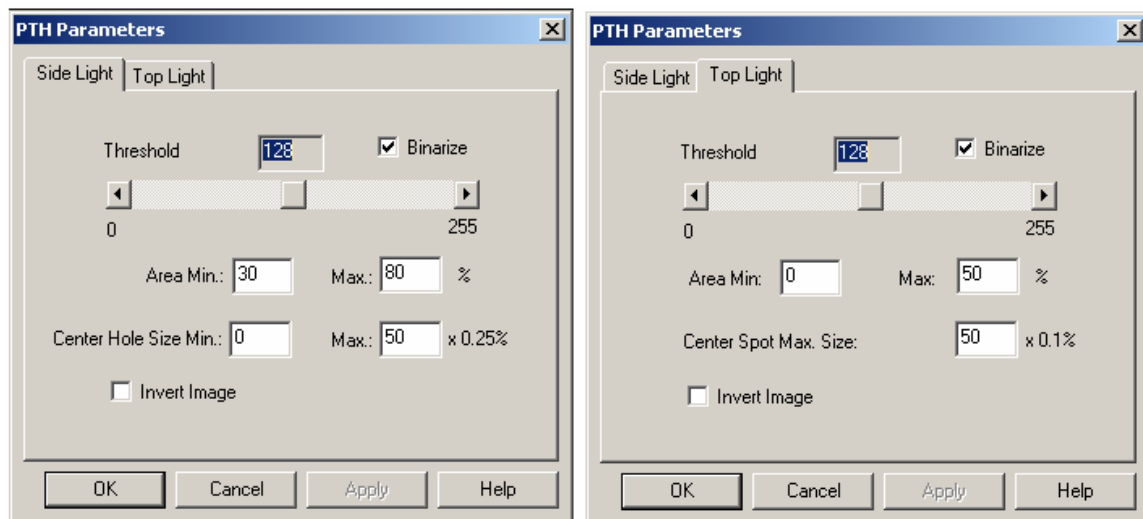 PTH Parameters
Side Light Top Light
Threshold 128 Binarize
0 255
Area Min.: 30 Max.: 80 %
Center Hole Size Min.: 0 Max.: 50 x 0.25%
Invert Image
OK Cancel Apply Help
PTH Parameters
Side Light Top Light
Threshold 128 Binarize
0 255
Area Min: 0 Max: 50 %
Center Spot Max. Size: 50 x 0.1%
Invert Image
OK Cancel Apply Help